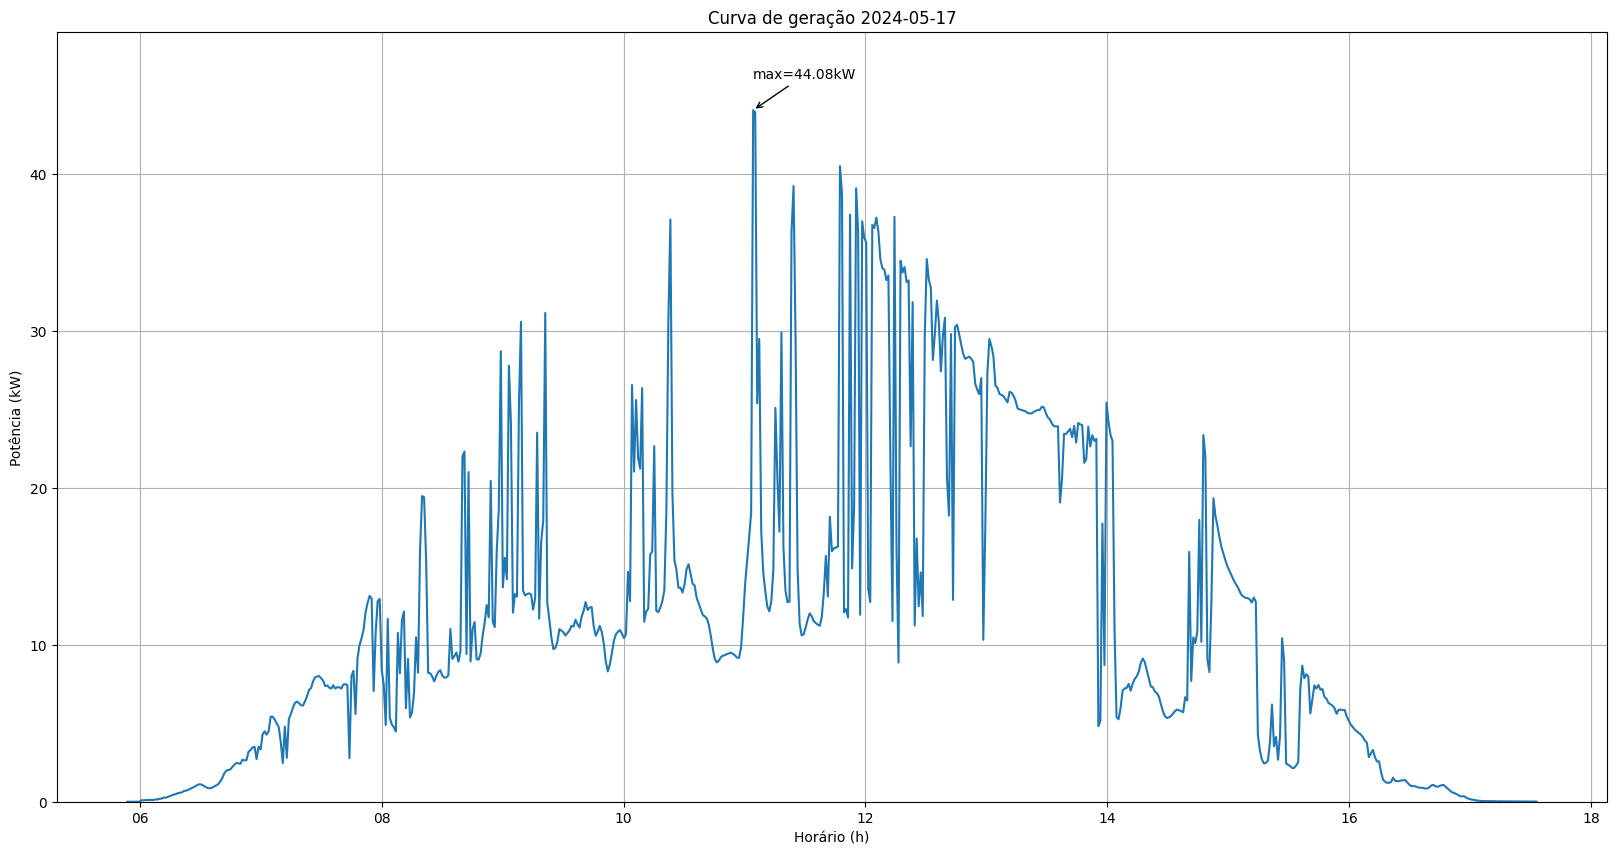 Curva de geração 2024-05-17
max=44.08kW
Potência (kW)
40
30
20
10
0
06 08 10 12 14 16 18
Horário (h)